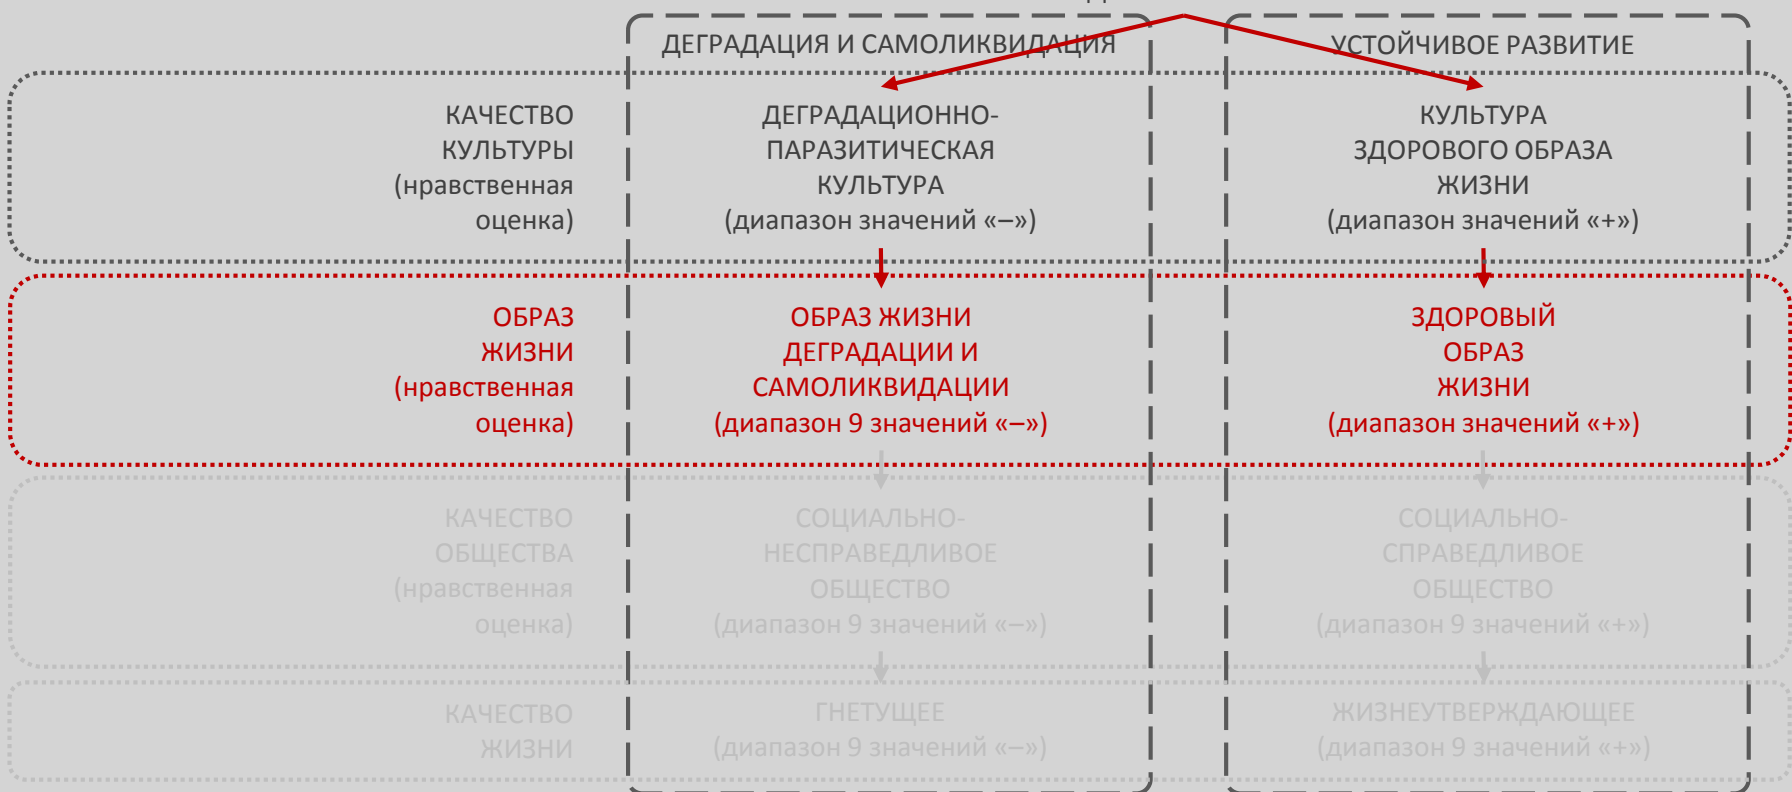 ДЕГРАДАЦИЯ И САМОЛИКВИДАЦИЯ
УСТОЙЧИВОЕ РАЗВИТИЕ
КАЧЕСТВО
КУЛЬТУРЫ
(нравственная
оценка)
ДЕГРАДАЦИОННО-
ПАРАЗИТИЧЕСКАЯ
КУЛЬТУРА
(диапазон значений «–»)
КУЛЬТУРА
ЗДОРОВОГО ОБРАЗА
ЖИЗНИ
(диапазон значений «+»)
ОБРАЗ
ЖИЗНИ
(нравственная
оценка)
ОБРАЗ ЖИЗНИ
ДЕГРАДАЦИИ И
САМОЛИКВИДАЦИИ
(диапазон 9 значений «–»)
ЗДОРОВЫЙ
ОБРАЗ
ЖИЗНИ
(диапазон значений «+»)
КАЧЕСТВО
ОБЩЕСТВА
(нравственная
оценка)
СОЦИАЛЬНО-
НЕСПРАВЕДЛИВОЕ
ОБЩЕСТВО
(диапазон 9 значений «–»)
СОЦИАЛЬНО-
СПРАВЕДЛИВОЕ
ОБЩЕСТВО
(диапазон 9 значений «+»)
КАЧЕСТВО
ЖИЗНИ
ГНЕТУЩЕЕ
(диапазон 9 значений «–»)
ЖИЗНЕУТВЕРЖДАЮЩЕЕ
(диапазон 9 значений «+»)